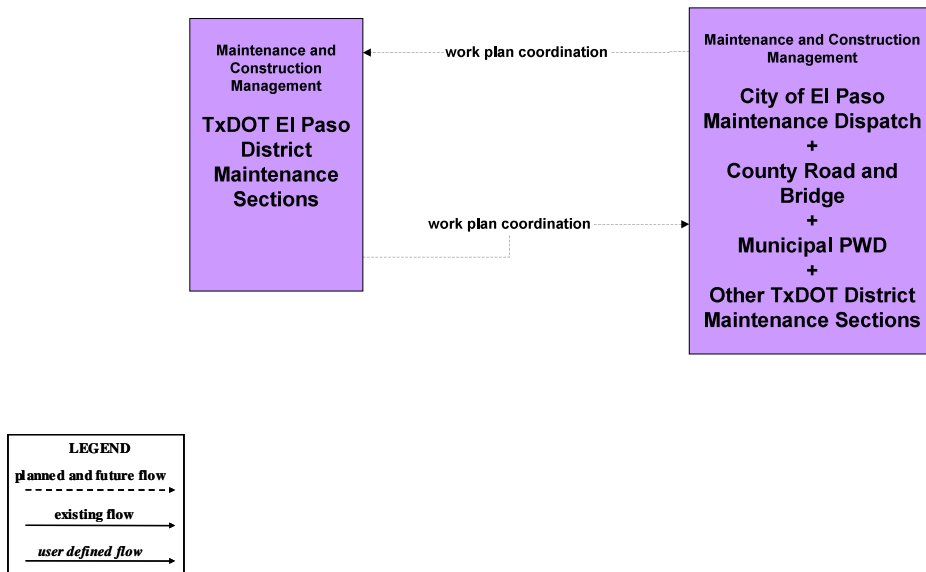 Maintenance and
Construction
Management
TxDOT El Paso
District
Maintenance
Sections
work plan coordination
work plan coordination
Maintenance and Construction
Management
City of El Paso
Maintenance Dispatch
+
County Road and
Bridge
+
Municipal PWD
+
Other TxDOT District
Maintenance Sections
LEGEND
planned and future flow
existing flow
user defined flow